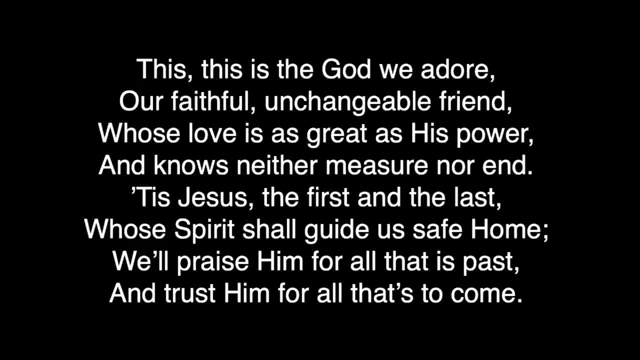 This, this is the God we adore,
Our faithful, unchangeable friend,
Whose love is as great as His power,
And knows neither measure nor end.
’Tis Jesus, the first and the last,
Whose Spirit shall guide us safe Home;
We’ll praise Him for all that is past,
And trust Him for all that’s to come.